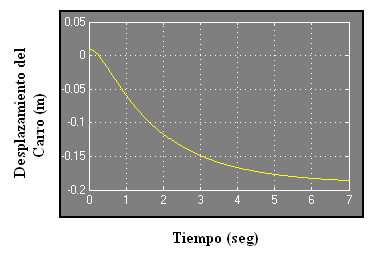 Desplazamiento del
Carro (m)
0.05
0
-0.05
-0.1
-0.15
-0.2
0 1 2 3 4 5 6 7
Tiempo (seg)